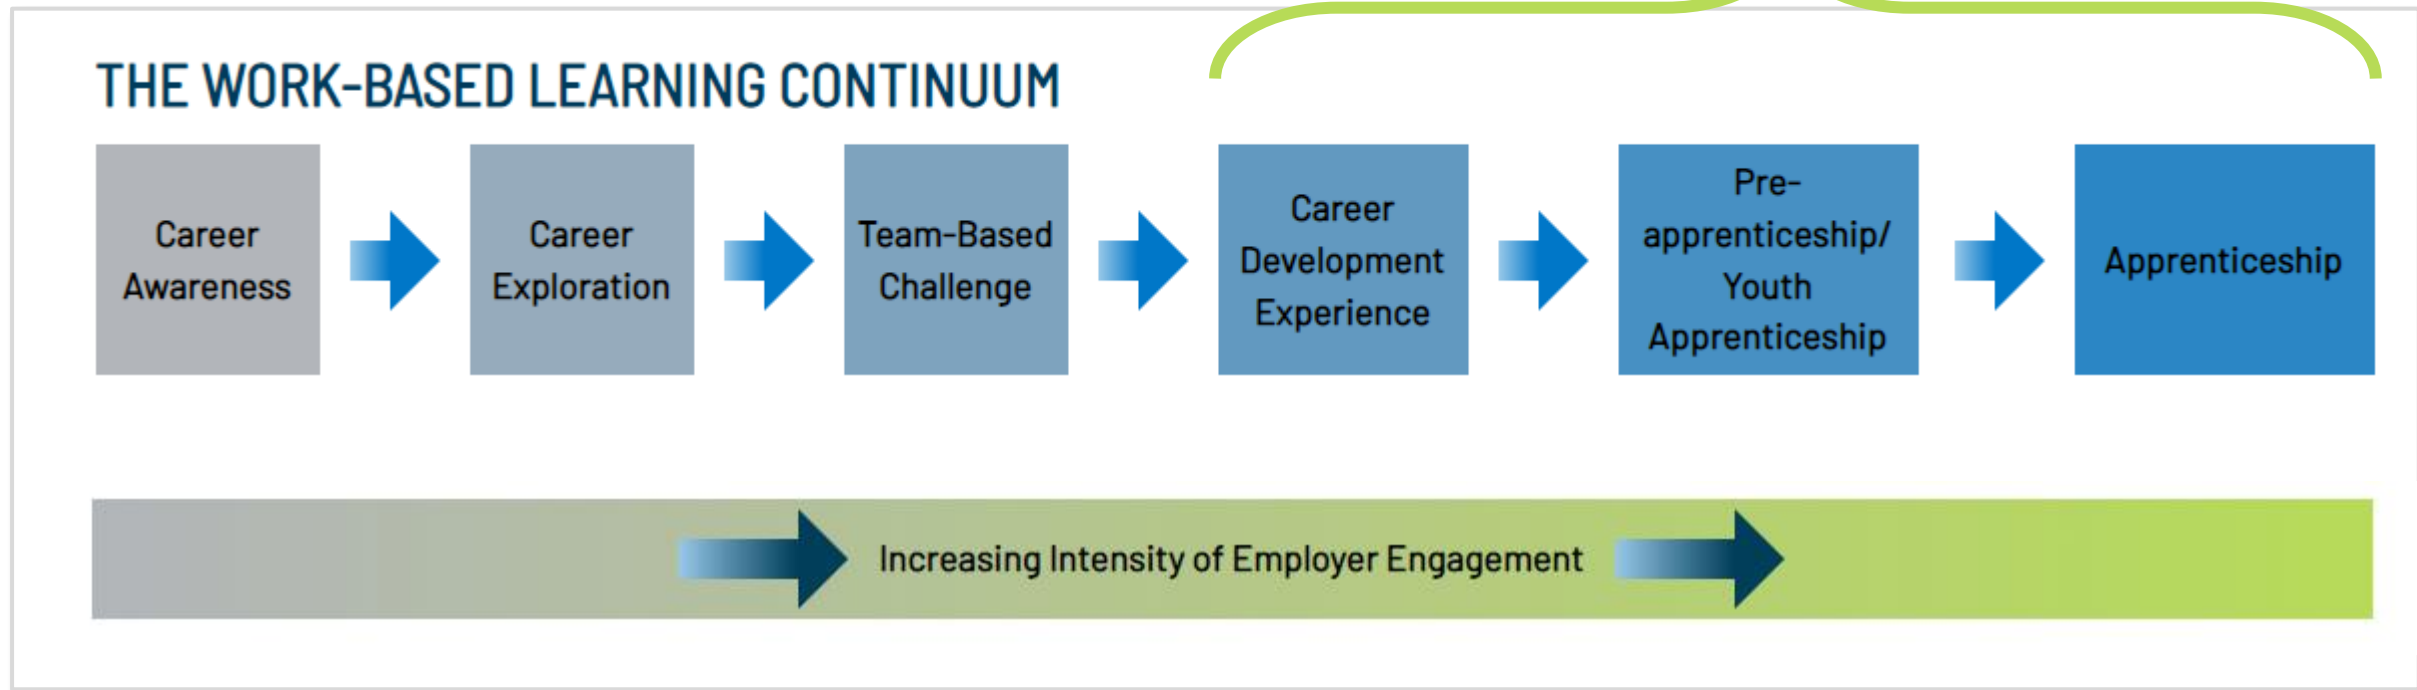 THE WORK-BASED LEARNING CONTINUUM
Career
Awareness
Career
Exploration
Team-Based
Challenge
Career
Development
Experience
Pre-
apprenticeship/
Youth
Apprenticeship
Apprenticeship
Increasing Intensity of Employer Engagement